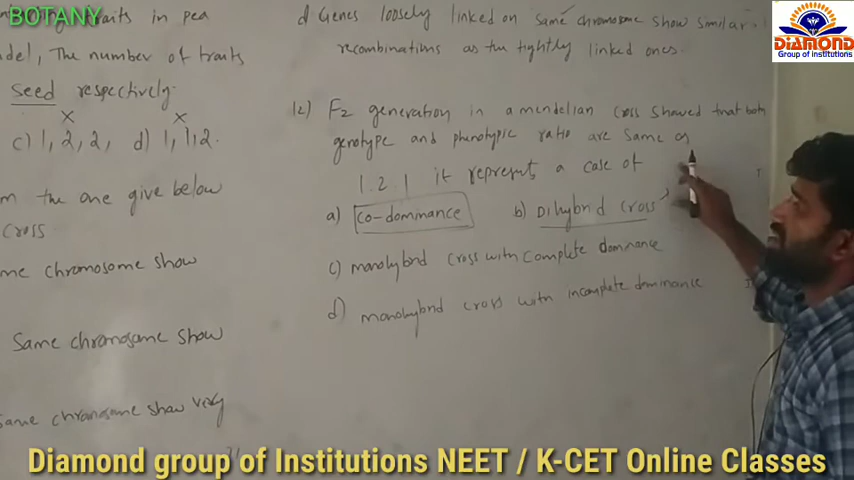 BOTANY
traits in pea
The number of traits
Seed respectively
x x
c) 1, 2, 2, d) 1, 1, 2.
the one give below
cross
chromosome show
Same chromosome show
Same chromosome show very
d Genes loosely linked on same chromosome show similar
recombinations as the tightly linked ones.
12) F2 generation in a mendelian cross showed that both
genotype and phenotypic ratio are same as
1.2.1 it represents a case of
a) co-dominance b) Dihybrid cross
c) monohybrid cross with complete dominance
d) monohybrid cross with incomplete dominance
DIAMOND
Group of Institutions
Diamond group of Institutions NEET / K-CET Online Classes